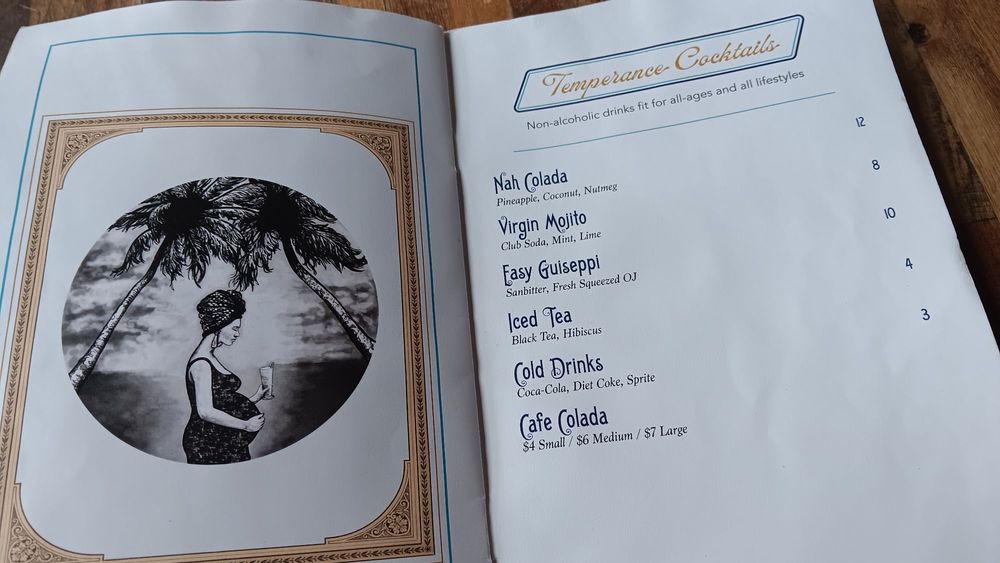 Temperance Cocktails
Non-alcoholic drinks fit for all-ages and all lifestyles
Nah Colada 12
Pineapple, Coconut, Nutmeg
Virgin Mojito 8
Club Soda, Mint, Lime
Easy Guiseppi 10
Sanbitter, Fresh Squeezed OJ
Iced Tea 4
Black Tea, Hibiscus
Cold Drinks 3
Coca-Cola, Diet Coke, Sprite
Cafe Colada
$4 Small / $6 Medium / $7 Large